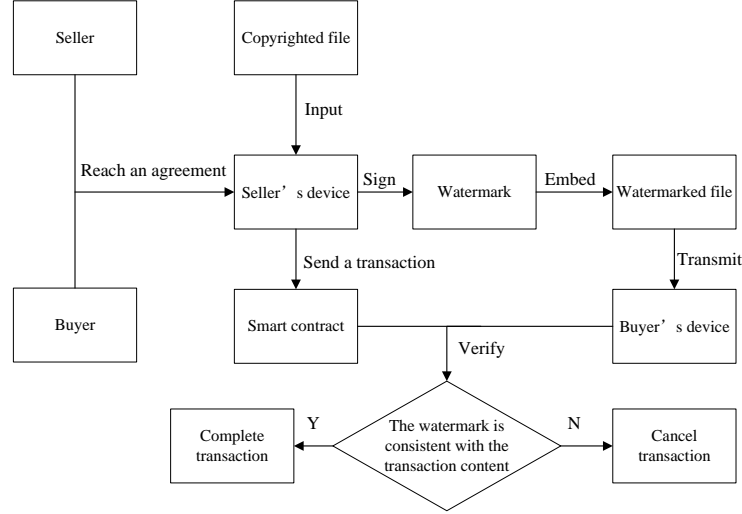 Seller
Copyrighted file
Input
Reach an agreement
Seller’s device
Sign
Watermark
Embed
Watermarked file
Send a transaction
Transmit
Buyer
Smart contract
Buyer’s device
Verify
Complete
transaction
Y
The watermark is
consistent with the
transaction content
N
Cancel
transaction